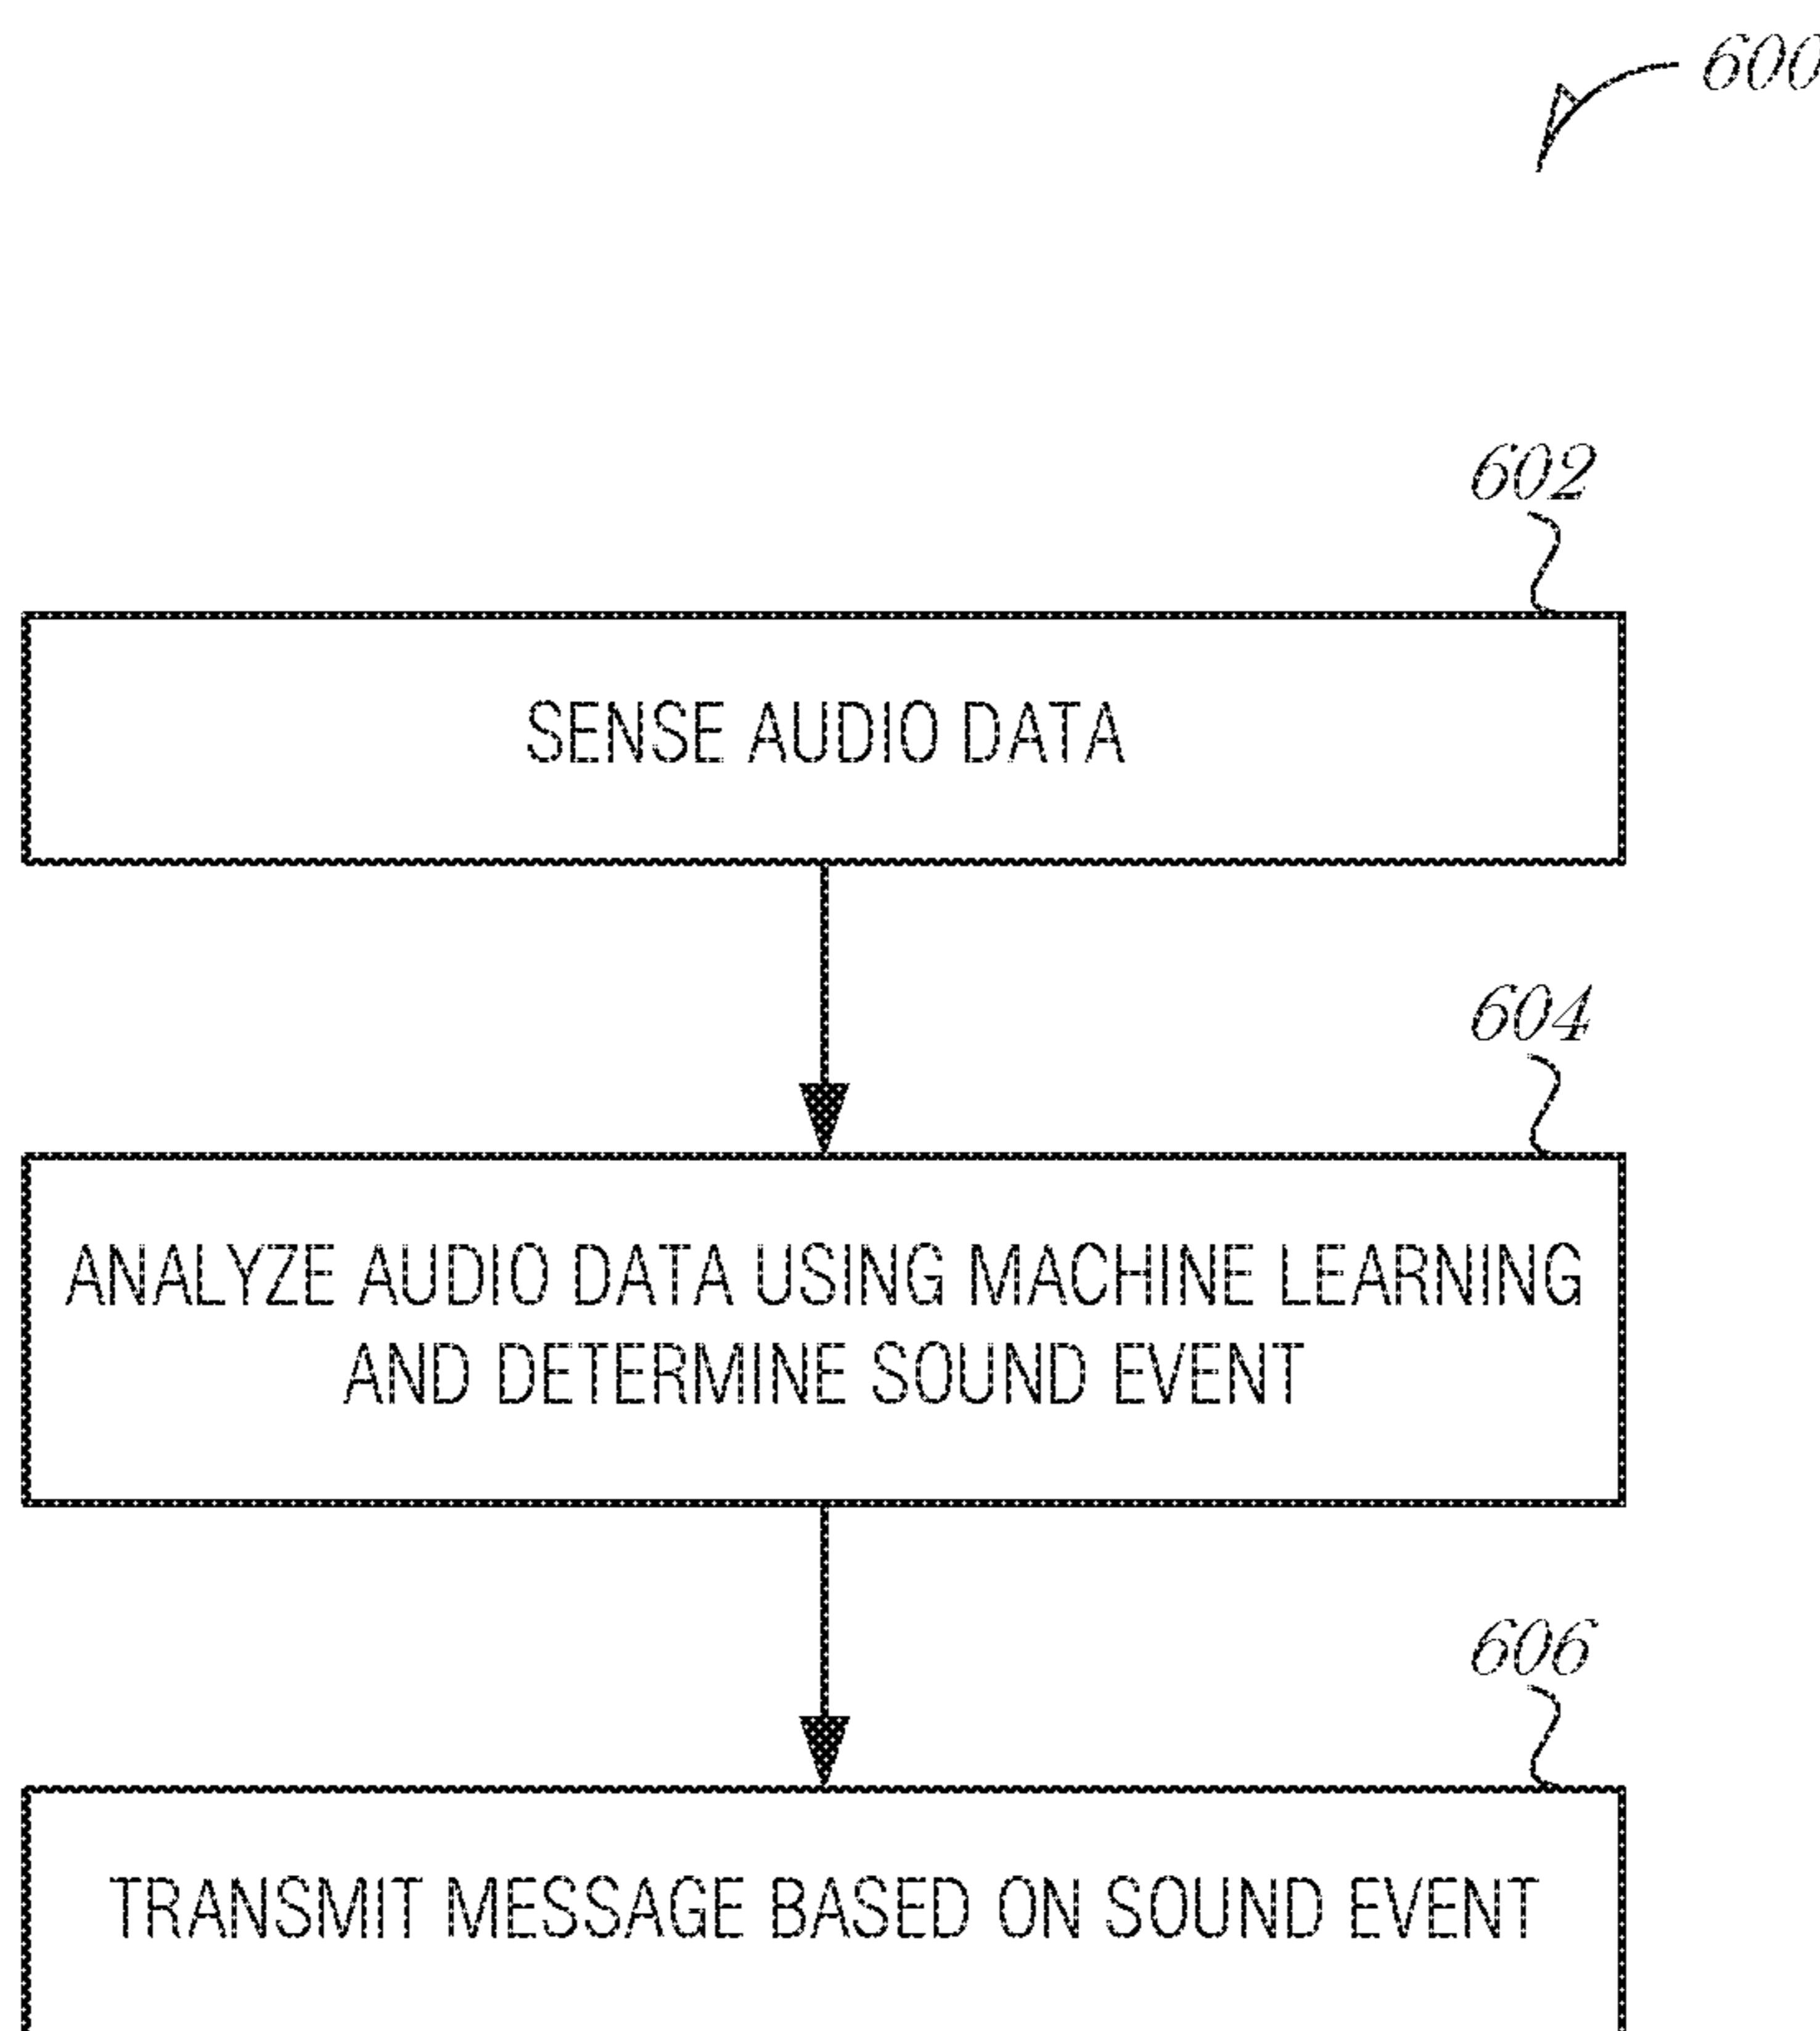 600
602
SENSE AUDIO DATA
604
ANALYZE AUDIO DATA USING MACHINE LEARNING
AND DETERMINE SOUND EVENT
606
TRANSMIT MESSAGE BASED ON SOUND EVENT